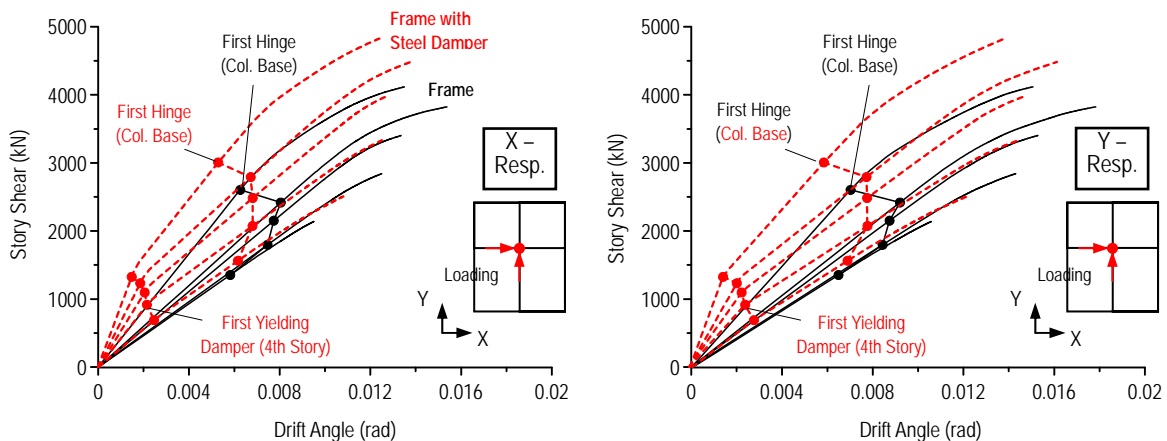 5000
4000
3000
2000
1000
0
Story Shear (kN)
First Hinge
(Col. Base)
Frame with
Steel Damper
Frame
First Hinge
(Col. Base)
X –
Resp.
Loading
Y
X
First Yielding
Damper (4th Story)
0
0.004
0.008
0.012
0.016
0.02
Drift Angle (rad)
5000
4000
3000
2000
1000
0
Story Shear (kN)
First Hinge
(Col. Base)
First Hinge
(Col. Base)
Y –
Resp.
Loading
Y
X
First Yielding
Damper (4th Story)
0
0.004
0.008
0.012
0.016
0.02
Drift Angle (rad)